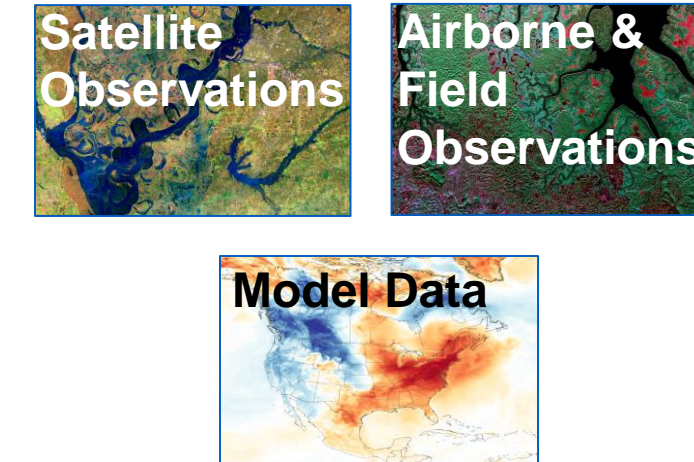 Satellite
Observations
Airborne &
Field
Observations
Model Data